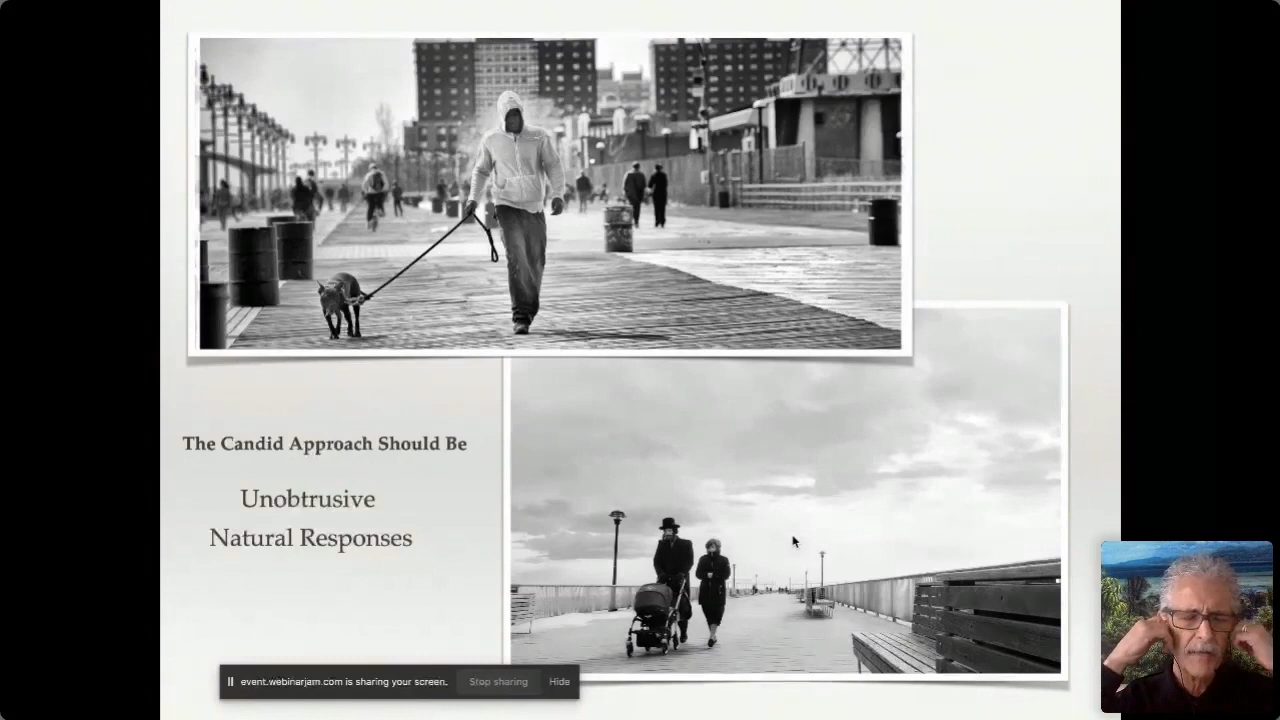 The Candid Approach Should Be
Unobtrusive
Natural Responses
event.webinarjam.com is sharing your screen.
Stop sharing
Hide